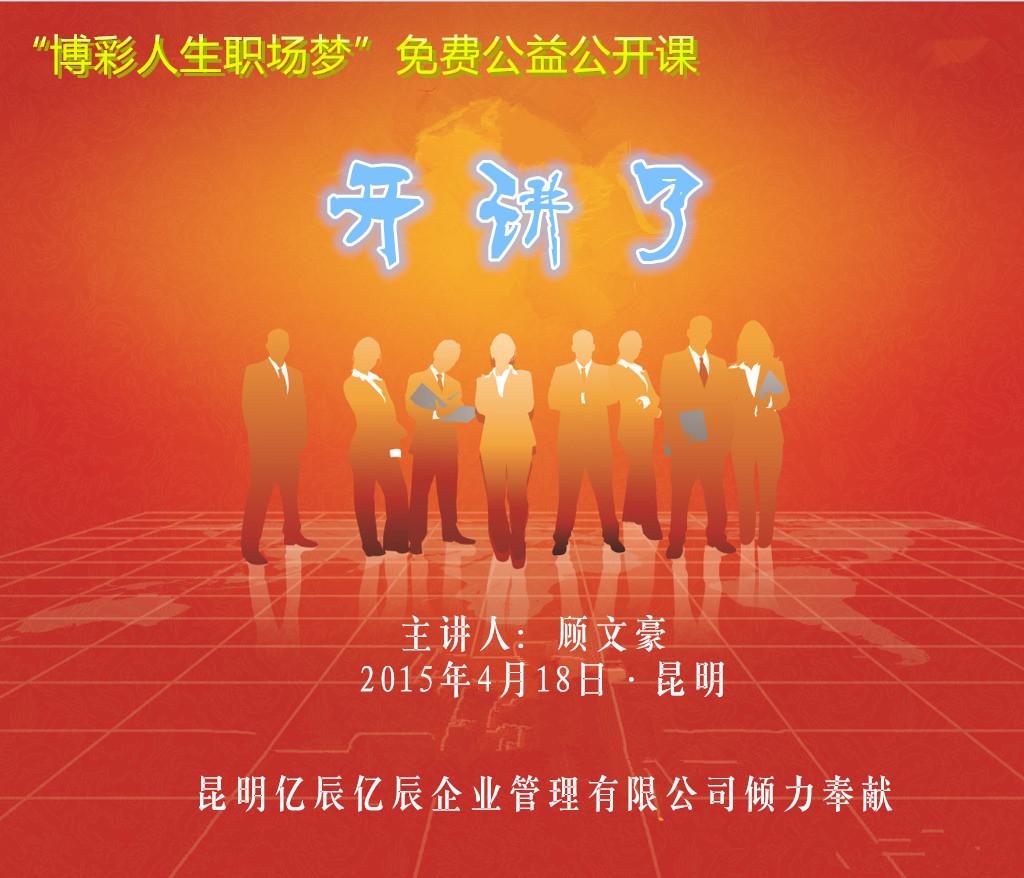 “博彩人生职场梦” 免费公益公开课
开讲了
主讲人: 顾文豪
2015年4月18日·昆明
昆明亿辰亿辰企业管理有限公司倾力奉献